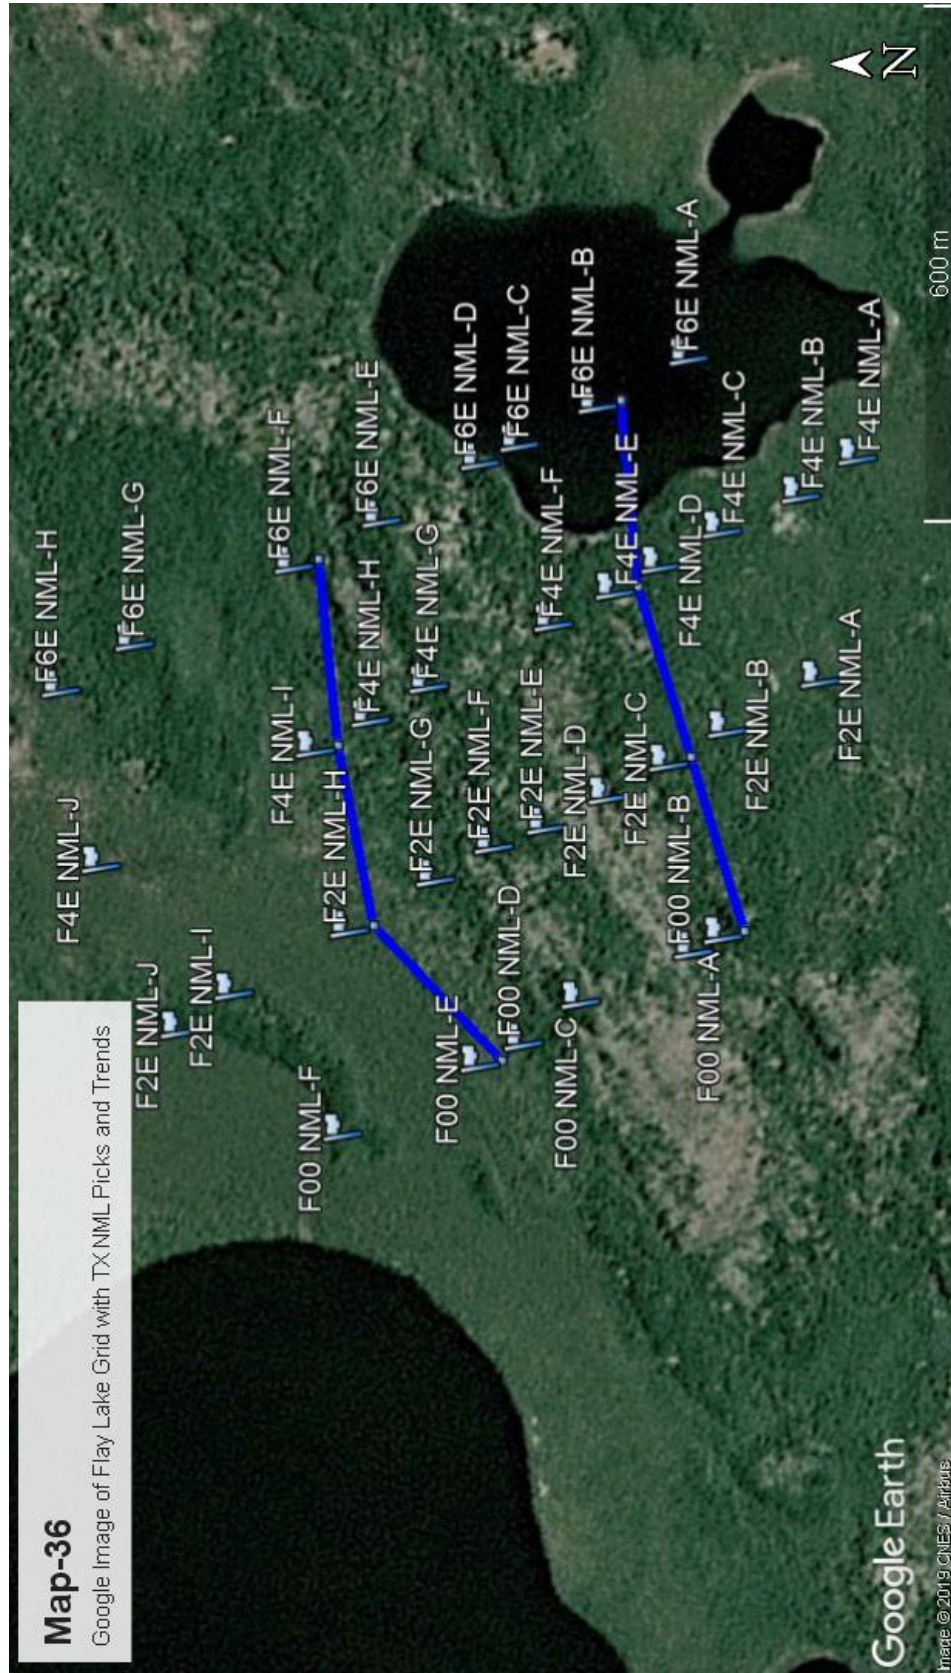 Map-36
Google Image of Flay Lake Grid with TX NML Picks and Trends
F6E NML-H
F4E NML-J
F6E NML-G
F2E NML-J
F2E NML-I
F6E NML-F
F4E NML-I
F00 NML-F
F2E NML-H
F6E NML-E
F4E NML-H
F2E NML-G
F4E NML-G
F00 NML-E
F6E NML-D
F2E NML-F
F00 NML-D
F6E NML-C
F2E NML-E
F4E NML-F
F00 NML-C
F2E NML-D
F6E NML-B
F4E NML-E
F2E NML-C
F00 NML-B
F6E NML-A
F4E NML-D
F00 NML-A
F4E NML-C
F2E NML-B
F4E NML-B
F2E NML-A
F4E NML-A
Google Earth
N
Image © 2019 CNES / Airbus
600 m